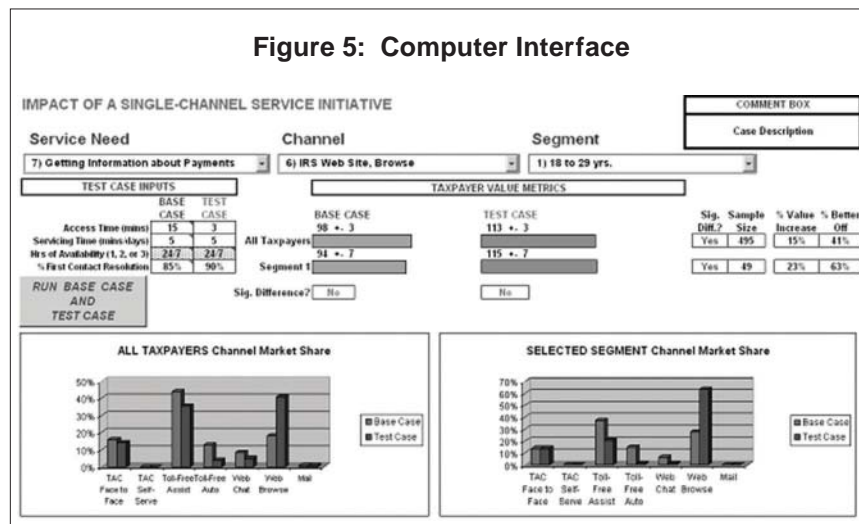 Figure 5: Computer Interface
IMPACT OF A SINGLE-CHANNEL SERVICE INITIATIVE
COMMENT BOX
Case Description
Service Need Channel Segment
7) Getting Information about Payments 6) IRS Web Site, Browse 1) 18 to 29 yrs.
TEST CASE INPUTS TAXPAYER VALUE METRICS
BASE CASE TEST CASE BASE CASE TEST CASE Sig. Diff.? Sample Size % Value Increase % Better Off
Access Time (mins) 15 3 98 +- 3 113 +- 3
Servicing Time (mins/days) 5 5 All Taxpayers Yes 495 15% 41%
Hrs of Availability (1, 2, or 3) 24-7 24-7 94 +- 7 115 +- 7
% First Contact Resolution 85% 90% Segment 1 Yes 49 23% 63%
RUN BASE CASE
AND
TEST CASE
Sig. Difference? No No
ALL TAXPAYERS Channel Market Share
50%
40%
30%
20%
10%
0%
TAC Face to Face TAC Self-Serve Toll-Free Assist Toll-Free Auto Web Chat Web Browse Mail
Base Case
Test Case
SELECTED SEGMENT Channel Market Share
70%
60%
50%
40%
30%
20%
10%
0%
TAC Face to Face TAC Self-Serve Toll-Free Assist Toll-Free Auto Web Chat Web Browse Mail
Base Case
Test Case